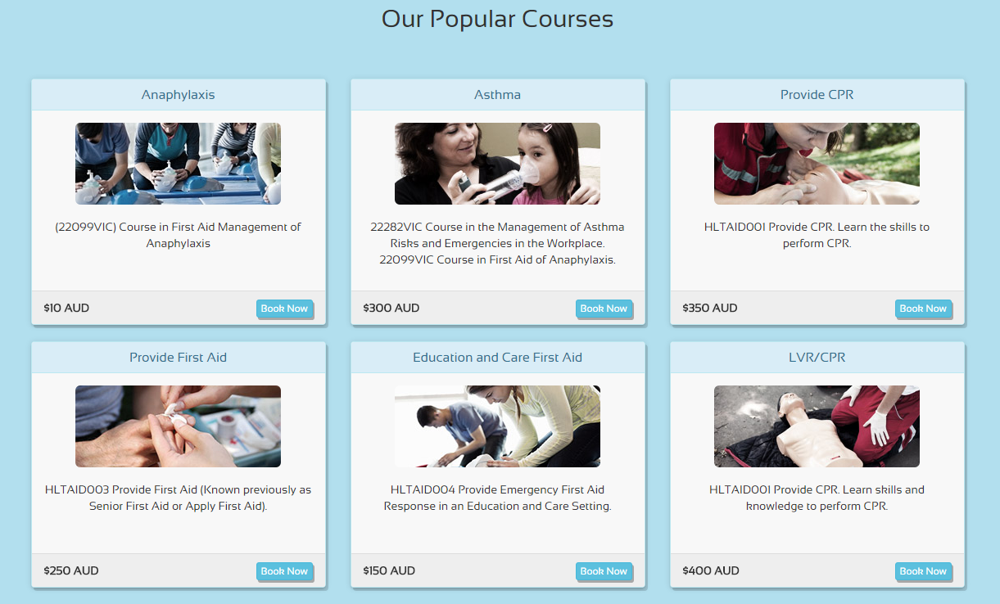 Our Popular Courses
Anaphylaxis
(22099VIC) Course in First Aid Management of
Anaphylaxis
$10 AUD
Book Now
Asthma
22282VIC Course in the Management of Asthma
Risks and Emergencies in the Workplace.
22099VIC Course in First Aid of Anaphylaxis.
$300 AUD
Book Now
Provide CPR
HLTAID001 Provide CPR. Learn the skills to
perform CPR.
$350 AUD
Book Now
Provide First Aid
HLTAID003 Provide First Aid (Known previously as
Senior First Aid or Apply First Aid).
$250 AUD
Book Now
Education and Care First Aid
HLTAID004 Provide Emergency First Aid
Response in an Education and Care Setting.
$150 AUD
Book Now
LVR/CPR
HLTAID001 Provide CPR. Learn skills and
knowledge to perform CPR.
$400 AUD
Book Now